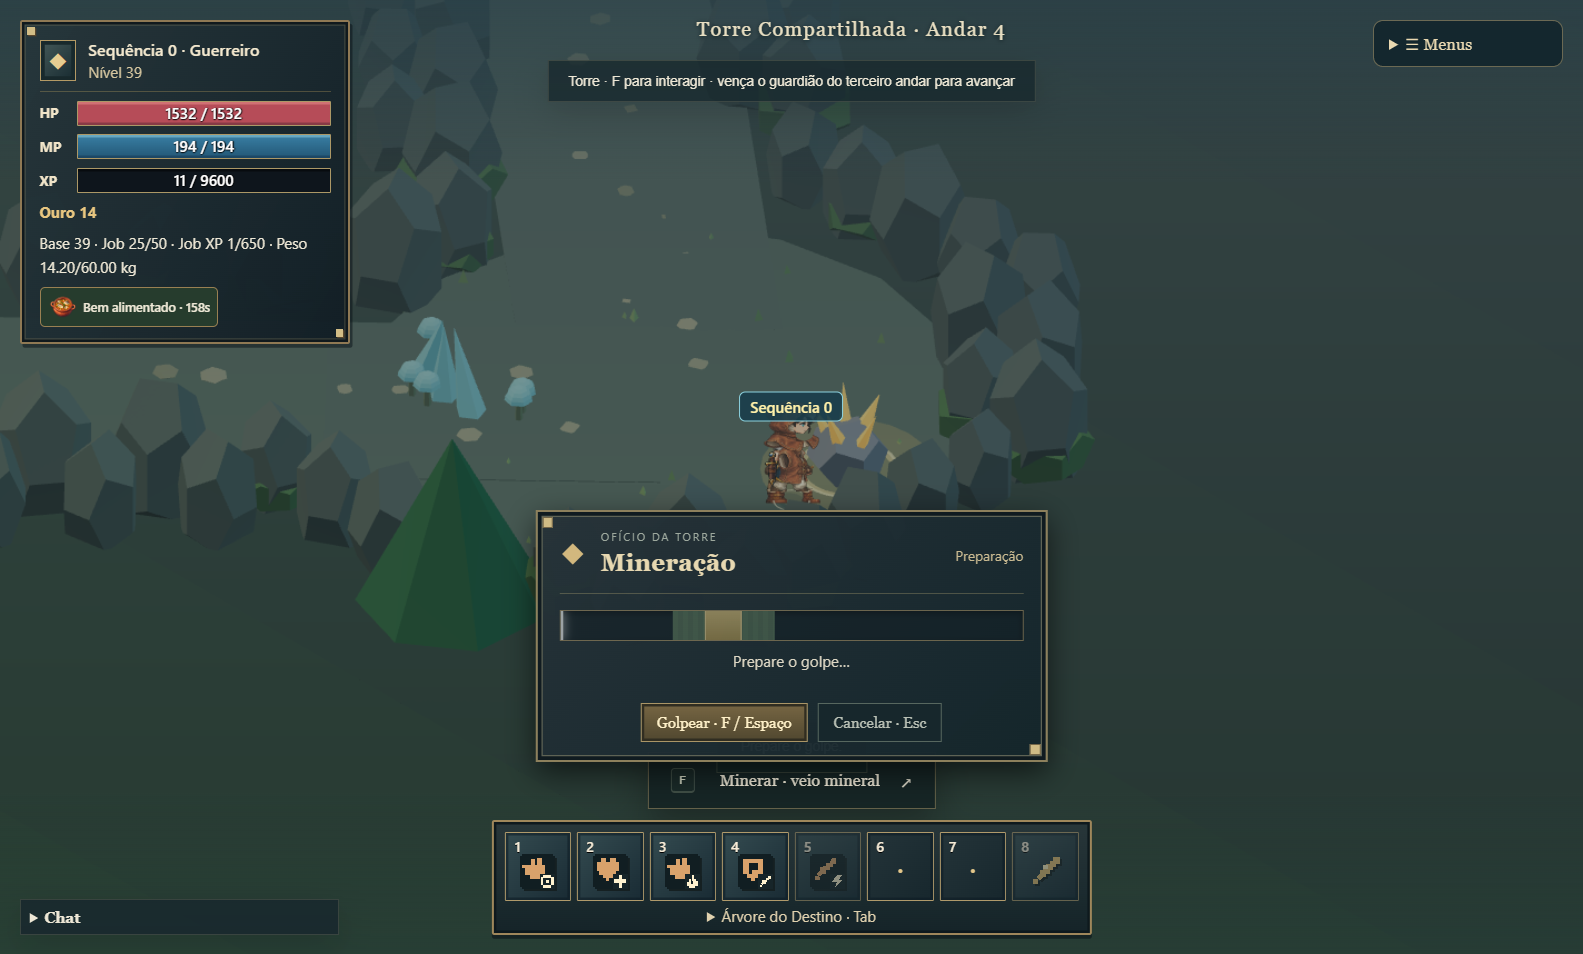 Sequência 0 · Guerreiro
Nível 39
HP 1532 / 1532
MP 194 / 194
XP 11 / 9600
Ouro 14
Base 39 · Job 25/50 · Job XP 1/650 · Peso
14.20/60.00 kg
Bem alimentado · 158s
Torre Compartilhada · Andar 4
Torre · F para interagir · vença o guardião do terceiro andar para avançar
▶ ☰ Menus
Sequência 0
OFÍCIO DA TORRE
Mineração
Preparação
Prepare o golpe...
Golpear · F / Espaço
Cancelar · Esc
F Minerar · veio mineral ↗
1 2 3 4 5 6 7 8
▶ Árvore do Destino · Tab
▶ Chat